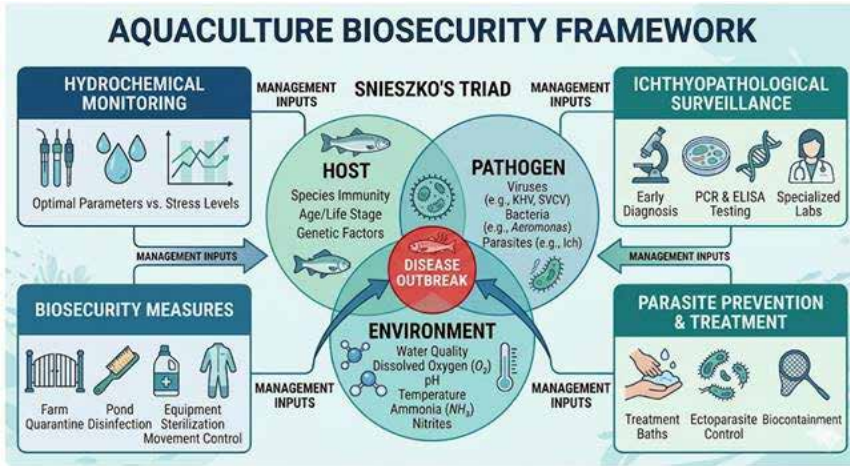 AQUACULTURE BIOSECURITY FRAMEWORK
HYDROCHEMICAL
MONITORING
Optimal Parameters vs. Stress Levels
MANAGEMENT
INPUTS
SNIESZKO'S TRIAD
MANAGEMENT
INPUTS
ICHTHYOPATHOLOGICAL
SURVEILLANCE
Early
Diagnosis
PCR & ELISA
Testing
Specialized
Labs
HOST
Species Immunity
Age/Life Stage
Genetic Factors
PATHOGEN
Viruses
(e.g., KHV, SVCV)
Bacteria
(e.g., Aeromonas)
Parasites (e.g., Ich)
MANAGEMENT INPUTS
DISEASE
OUTBREAK
MANAGEMENT INPUTS
BIOSECURITY MEASURES
Farm
Quarantine
Pond
Disinfection
Equipment
Sterilization
Movement Control
MANAGEMENT
INPUTS
ENVIRONMENT
Water Quality
Dissolved Oxygen (O₂)
pH
Temperature
Ammonia (NH₃)
Nitrites
MANAGEMENT
INPUTS
PARASITE PREVENTION
& TREATMENT
Treatment
Baths
Ectoparasite
Control
Biocontainment